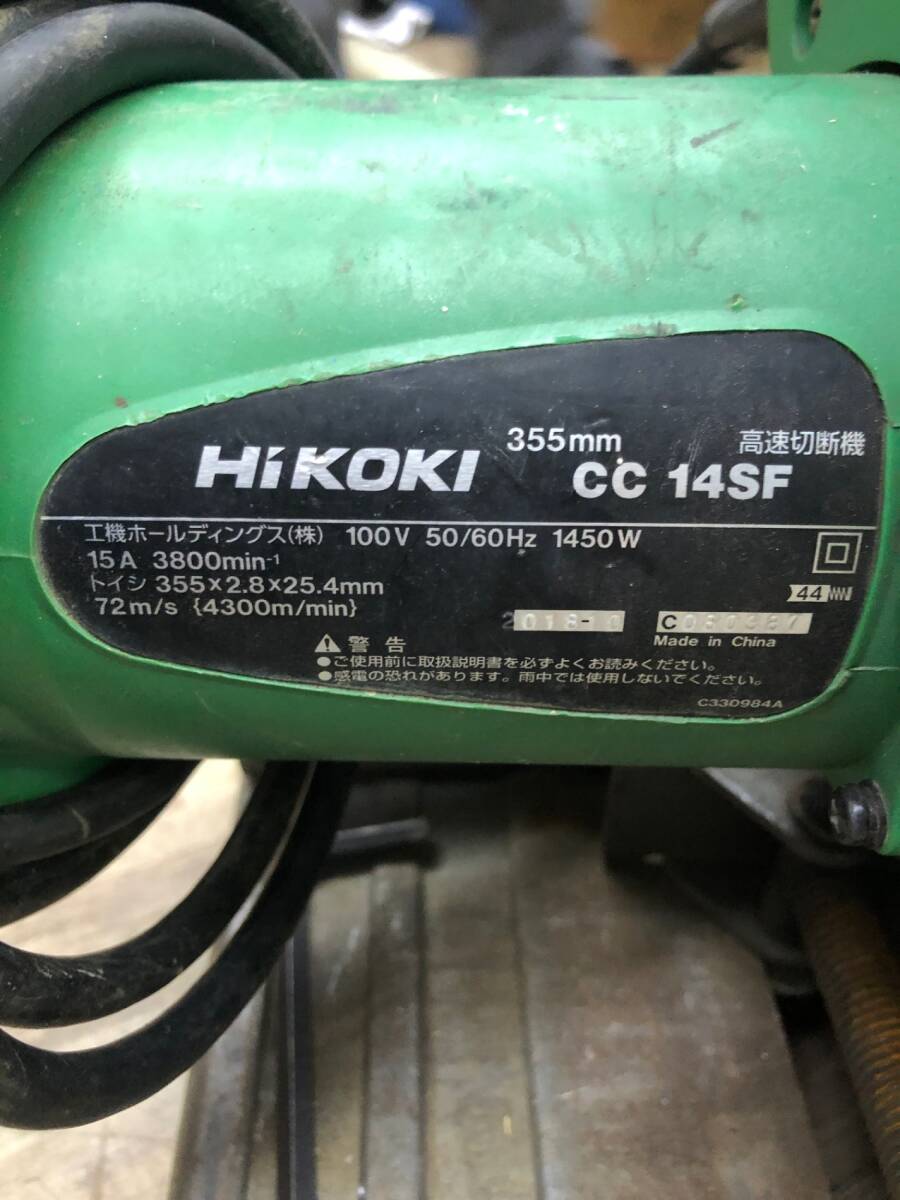 HiKOKI 355mm 高速切断機
CC 14SF
工機ホールディングス(株) 100V 50/60Hz 1450W
15A 3800min-1
トイシ 355×2.8×25.4mm
72m/s {4300m/min}
44
2018-10 C080387
Made in China
警告
●ご使用前に取扱説明書を必ずよくお読みください。
●感電の恐れがあります。雨中では使用しないでください。
C330984A